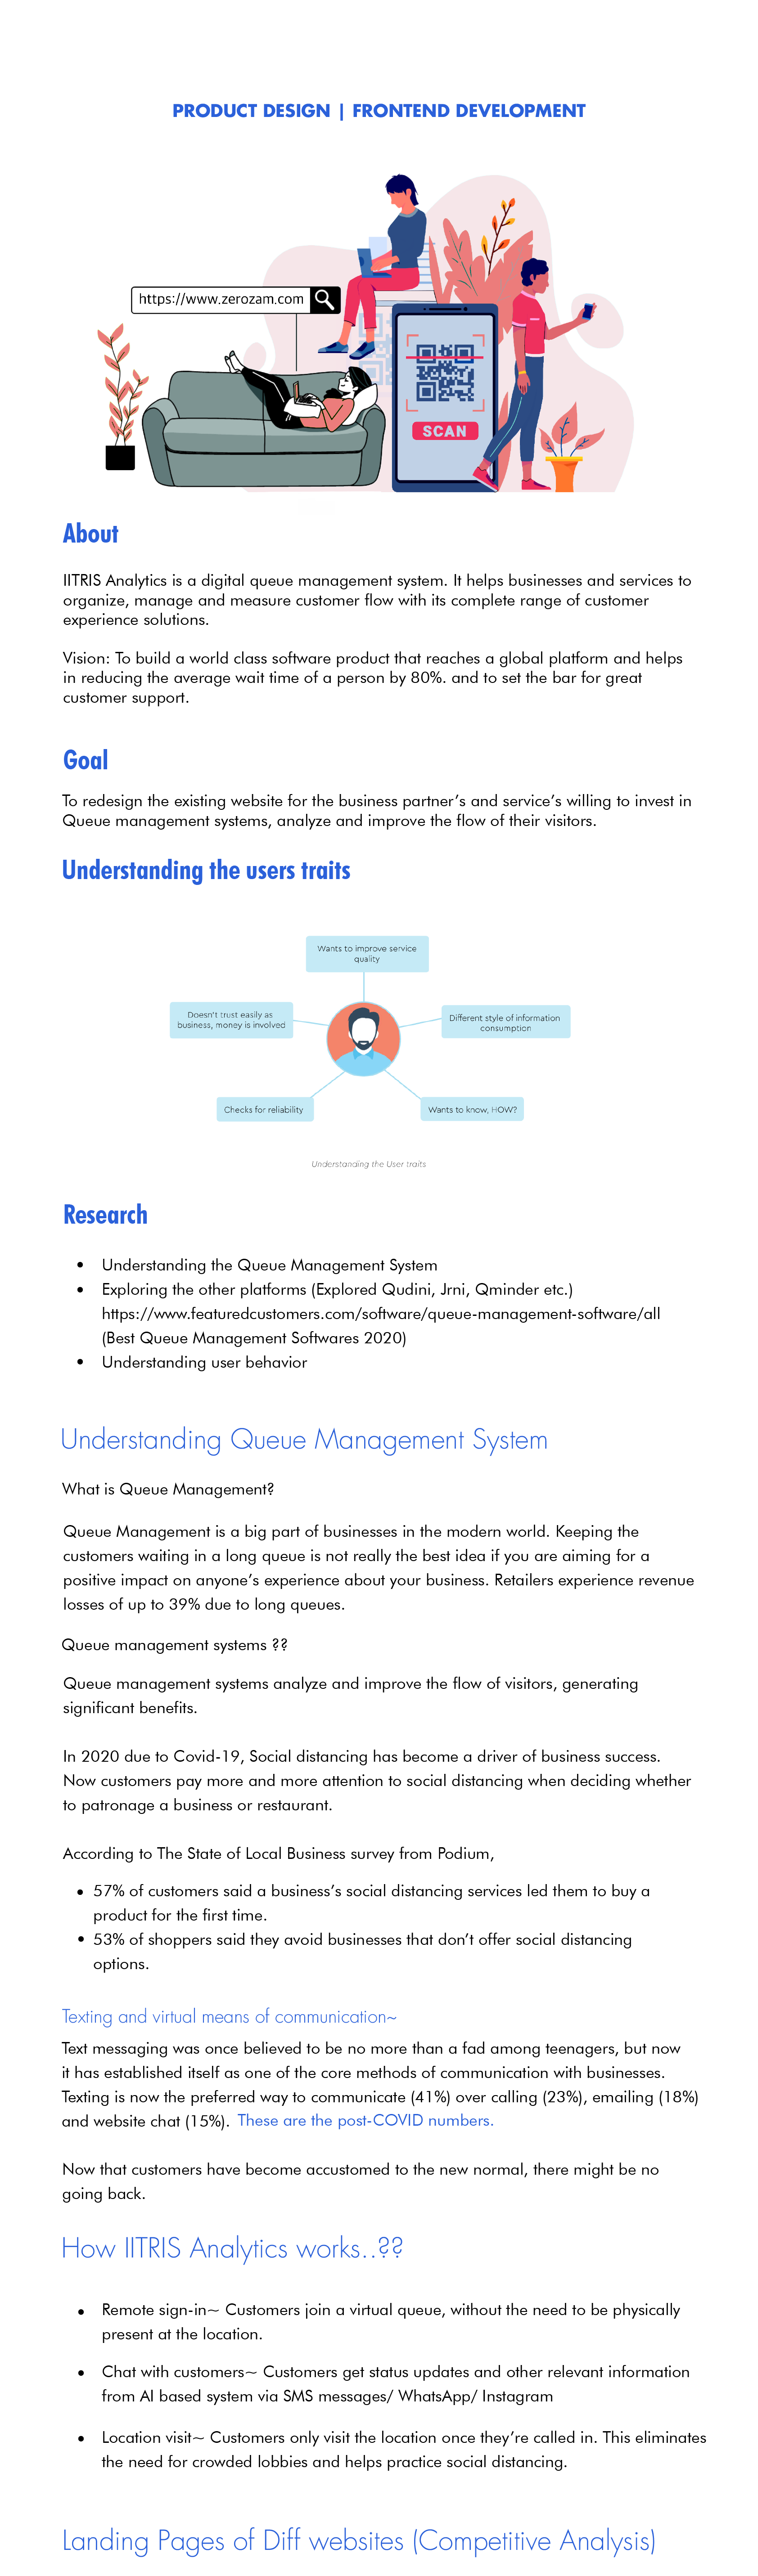 PRODUCT DESIGN | FRONTEND DEVELOPMENT
https://www.zerozam.com
SCAN
About
IITRIS Analytics is a digital queue management system. It helps businesses and services to
organize, manage and measure customer flow with its complete range of customer
experience solutions.
Vision: To build a world class software product that reaches a global platform and helps
in reducing the average wait time of a person by 80%. and to set the bar for great
customer support.
Goal
To redesign the existing website for the business partner's and service's willing to invest in
Queue management systems, analyze and improve the flow of their visitors.
Understanding the users traits
Wants to improve service
quality
Doesn't trust easily as
business, money is involved
Different style of information
consumption
Checks for reliability
Wants to know, HOW?
Understanding the User traits
Research
• Understanding the Queue Management System
• Exploring the other platforms (Explored Qudini, Jrni, Qminder etc.)
https://www.featuredcustomers.com/software/queue-management-software/all
(Best Queue Management Softwares 2020)
• Understanding user behavior
Understanding Queue Management System
What is Queue Management?
Queue Management is a big part of businesses in the modern world. Keeping the
customers waiting in a long queue is not really the best idea if you are aiming for a
positive impact on anyone's experience about your business. Retailers experience revenue
losses of up to 39% due to long queues.
Queue management systems ??
Queue management systems analyze and improve the flow of visitors, generating
significant benefits.
In 2020 due to Covid-19, Social distancing has become a driver of business success.
Now customers pay more and more attention to social distancing when deciding whether
to patronage a business or restaurant.
According to The State of Local Business survey from Podium,
• 57% of customers said a business's social distancing services led them to buy a
product for the first time.
• 53% of shoppers said they avoid businesses that don't offer social distancing
options.
Texting and virtual means of communication~
Text messaging was once believed to be no more than a fad among teenagers, but now
it has established itself as one of the core methods of communication with businesses.
Texting is now the preferred way to communicate (41%) over calling (23%), emailing (18%)
and website chat (15%). These are the post-COVID numbers.
Now that customers have become accustomed to the new normal, there might be no
going back.
How IITRIS Analytics works..??
• Remote sign-in~ Customers join a virtual queue, without the need to be physically
present at the location.
• Chat with customers~ Customers get status updates and other relevant information
from AI based system via SMS messages/ WhatsApp/ Instagram
• Location visit~ Customers only visit the location once they're called in. This eliminates
the need for crowded lobbies and helps practice social distancing.
Landing Pages of Diff websites (Competitive Analysis)